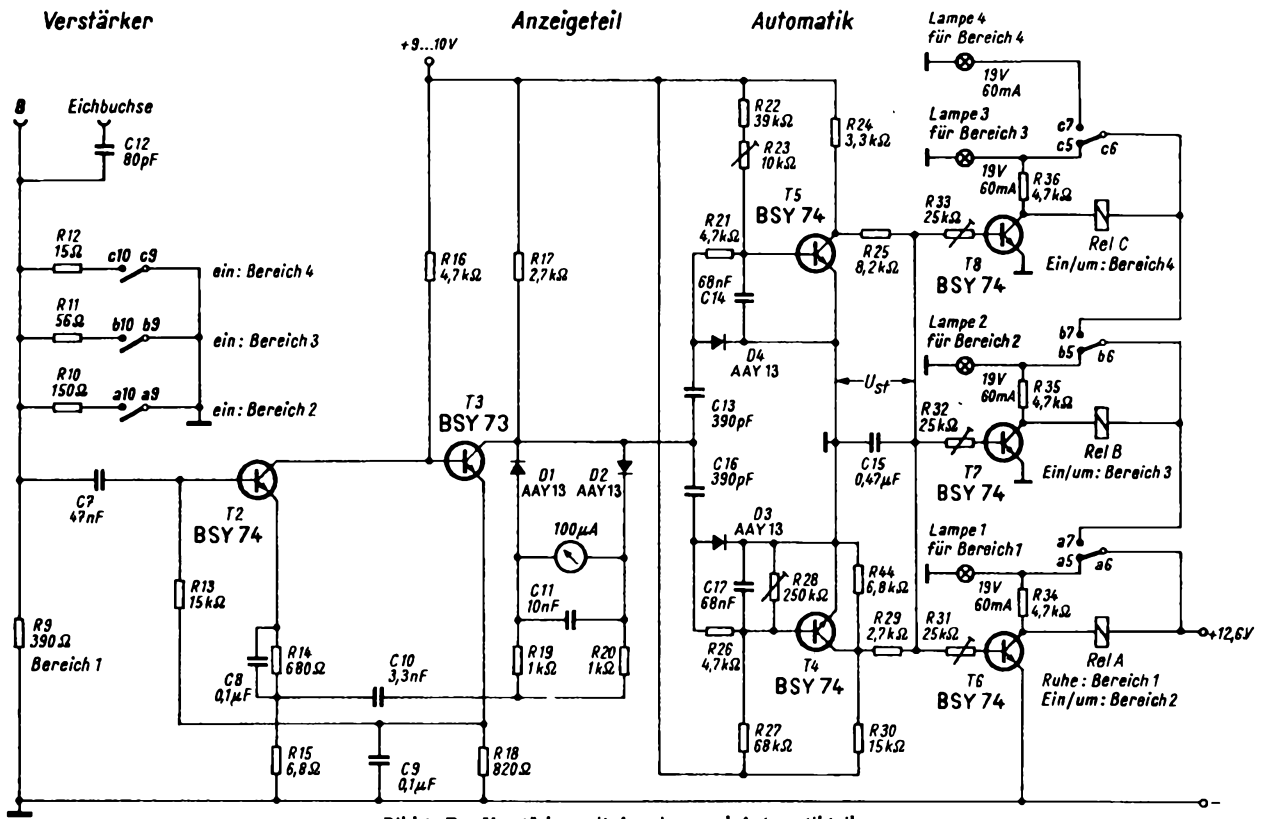 Verstärker
Anzeigeteil
Automatik
+9...10V
B
Eichbuchse
C12
80pF
R12
15Ω
c10 c9
ein: Bereich 4
R11
56Ω
b10 b9
ein: Bereich 3
R10
150Ω
a10 a9
ein: Bereich 2
C7
47nF
T2
BSY 74
R13
15kΩ
R9
390Ω
Bereich 1
C8
0,1µF
R14
680Ω
R15
6,8Ω
C10
3,3nF
C9
0,1µF
R18
820Ω
R16
4,7kΩ
R17
2,7kΩ
T3
BSY 73
D1
AAY13
D2
AAY13
100µA
C11
10nF
R19
1kΩ
R20
1kΩ
R22
39kΩ
R23
10kΩ
R24
3,3kΩ
T5
BSY 74
R21
4,7kΩ
68nF
C14
D4
AAY 13
R25
8,2kΩ
C13
390pF
C16
390pF
Ust
C15
0,47µF
D3
AAY 13
C17
68nF
R28
250kΩ
R44
6,8kΩ
R26
4,7kΩ
T4
BSY 74
R29
2,7kΩ
R27
68kΩ
R30
15kΩ
Lampe 4
für Bereich 4
19V
60mA
Lampe 3
für Bereich 3
c7
c5
c6
19V
60mA
R36
4,7kΩ
R33
25kΩ
T8
BSY 74
Rel C
Ein/um: Bereich 4
Lampe 2
für Bereich 2
b7
b5
b6
19V
60mA
R35
4,7kΩ
R32
25kΩ
T7
BSY 74
Rel B
Ein/um: Bereich 3
Lampe 1
für Bereich 1
a7
a5
a6
19V
60mA
R34
4,7kΩ
R31
25kΩ
T6
BSY 74
Rel A
Ruhe: Bereich 1
Ein/um: Bereich 2
+12,6V
-